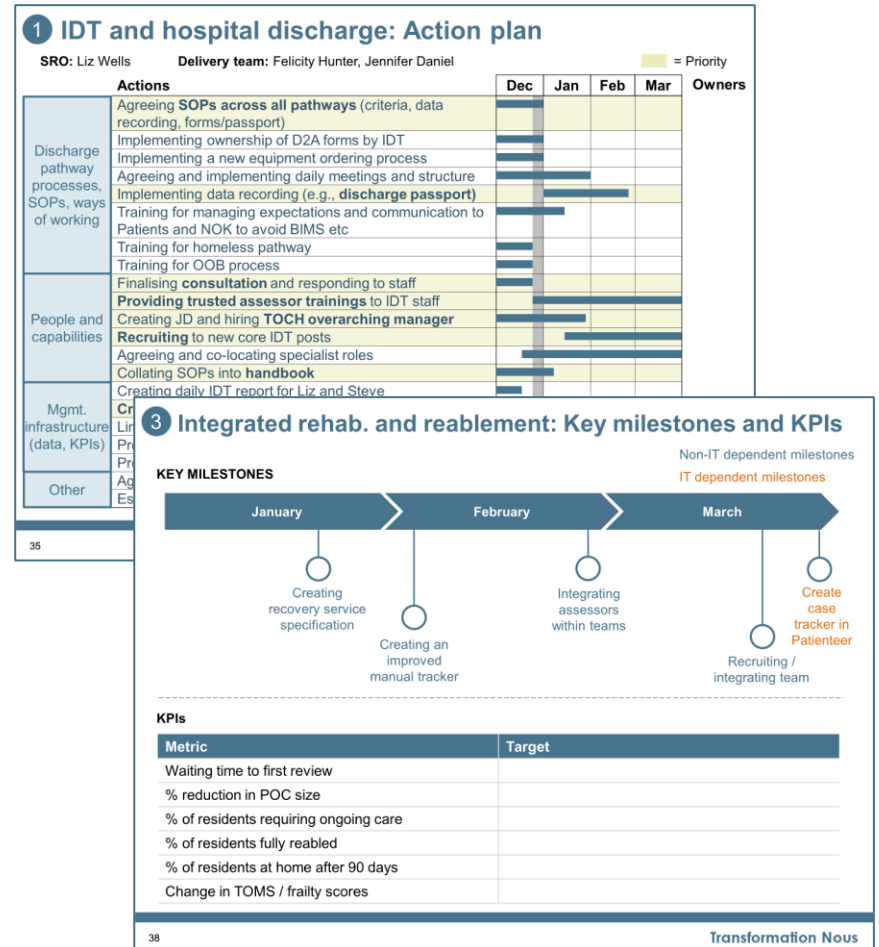 1 IDT and hospital discharge: Action plan
SRO: Liz Wells Delivery team: Felicity Hunter, Jennifer Daniel = Priority
Actions Dec Jan Feb Mar Owners
Discharge
pathway
processes,
SOPs, ways
of working
Agreeing SOPs across all pathways (criteria, data
recording, forms/passport)
Implementing ownership of D2A forms by IDT
Implementing a new equipment ordering process
Agreeing and implementing daily meetings and structure
Implementing data recording (e.g., discharge passport)
Training for managing expectations and communication to
Patients and NOK to avoid BIMS etc
Training for homeless pathway
Training for OOB process
People and
capabilities
Finalising consultation and responding to staff
Providing trusted assessor trainings to IDT staff
Creating JD and hiring TOCH overarching manager
Recruiting to new core IDT posts
Agreeing and co-locating specialist roles
Collating SOPs into handbook
Mgmt.
infrastructure
(data, KPIs)
Creating daily IDT report for Liz and Steve
Other
35
3 Integrated rehab. and reablement: Key milestones and KPIs
Non-IT dependent milestones
IT dependent milestones
KEY MILESTONES
January February March
Creating
recovery service
specification
Creating an
improved
manual tracker
Integrating
assessors
within teams
Recruiting /
integrating team
Create
case
tracker in
Patienteer
KPIs
Metric Target
Waiting time to first review
% reduction in POC size
% of residents requiring ongoing care
% of residents fully reabled
% of residents at home after 90 days
Change in TOMS / frailty scores
38 Transformation Nous